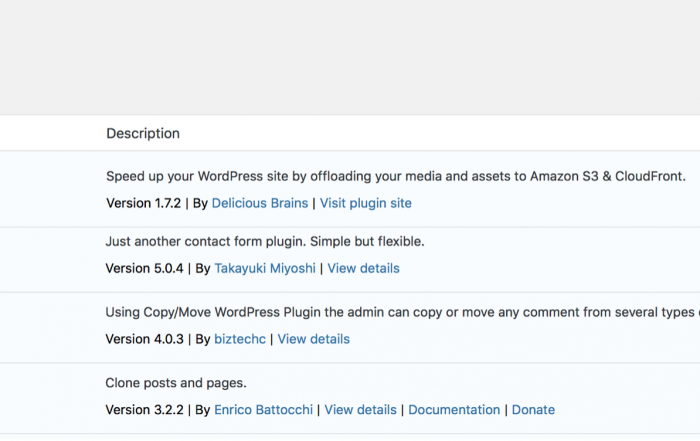 Description
Speed up your WordPress site by offloading your media and assets to Amazon S3 & CloudFront.
Version 1.7.2 | By Delicious Brains | Visit plugin site
Just another contact form plugin. Simple but flexible.
Version 5.0.4 | By Takayuki Miyoshi | View details
Using Copy/Move WordPress Plugin the admin can copy or move any comment from several types
Version 4.0.3 | By biztechc | View details
Clone posts and pages.
Version 3.2.2 | By Enrico Battocchi | View details | Documentation | Donate